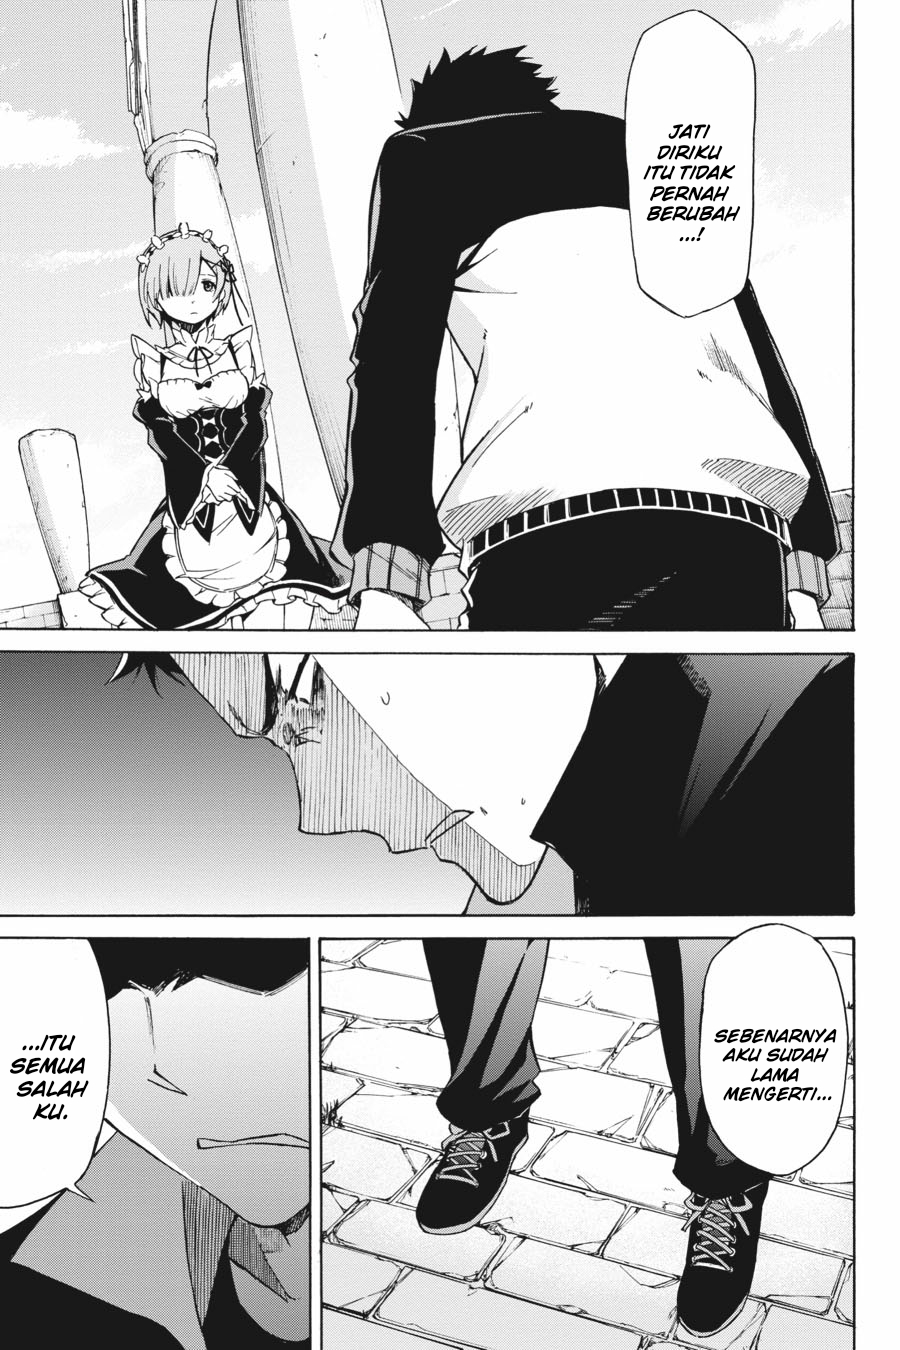 JATI
DIRIKU
ITU TIDAK
PERNAH
BERUBAH
...!
SEBENARNYA
AKU SUDAH
LAMA
MENGERTI...
...ITU
SEMUA
SALAH
KU.